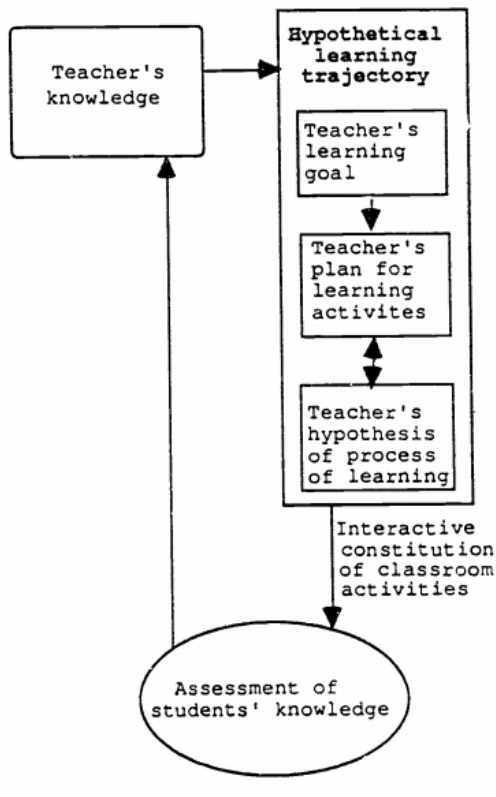 Teacher's
knowledge
Hypothetical
learning
trajectory
Teacher's
learning
goal
Teacher's
plan for
learning
activites
Teacher's
hypothesis
of process
of learning
Interactive
constitution
of classroom
activities
Assessment of
students' knowledge